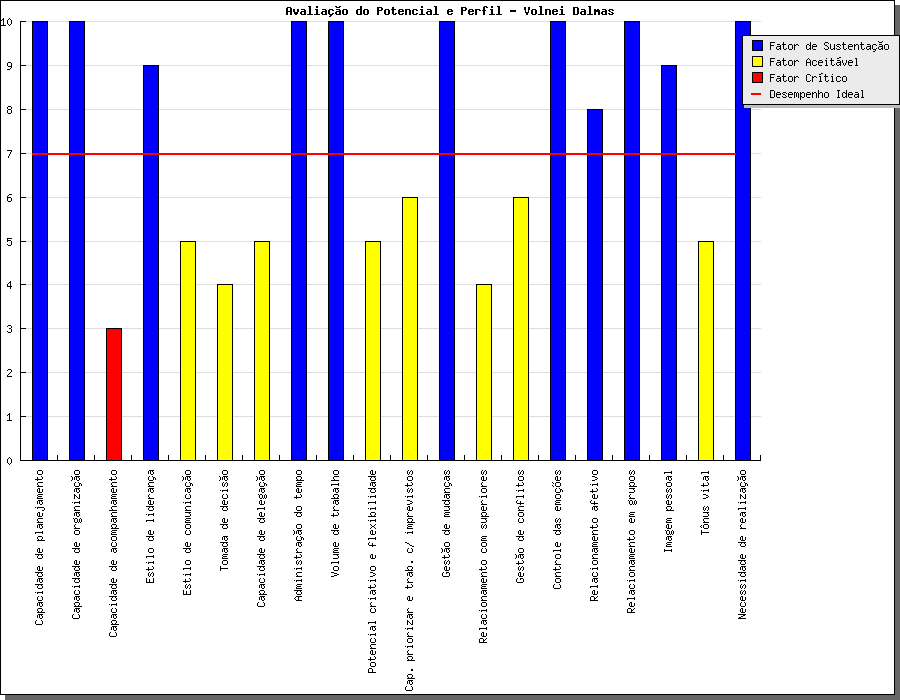 Avaliação do Potencial e Perfil - Volnei Dalmas
Fator de Sustentação
Fator Aceitável
Fator Crítico
Desempenho Ideal
10
9
8
7
6
5
4
3
2
1
0
Capacidade de planejamento
Capacidade de organização
Capacidade de acompanhamento
Estilo de liderança
Estilo de comunicação
Tomada de decisão
Capacidade de delegação
Administração do tempo
Volume de trabalho
Potencial criativo e flexibilidade
Cap. priorizar e trab. c/ imprevistos
Gestão de mudanças
Relacionamento com superiores
Gestão de conflitos
Controle das emoções
Relacionamento afetivo
Relacionamento em grupos
Imagem pessoal
Tônus vital
Necessidade de realização